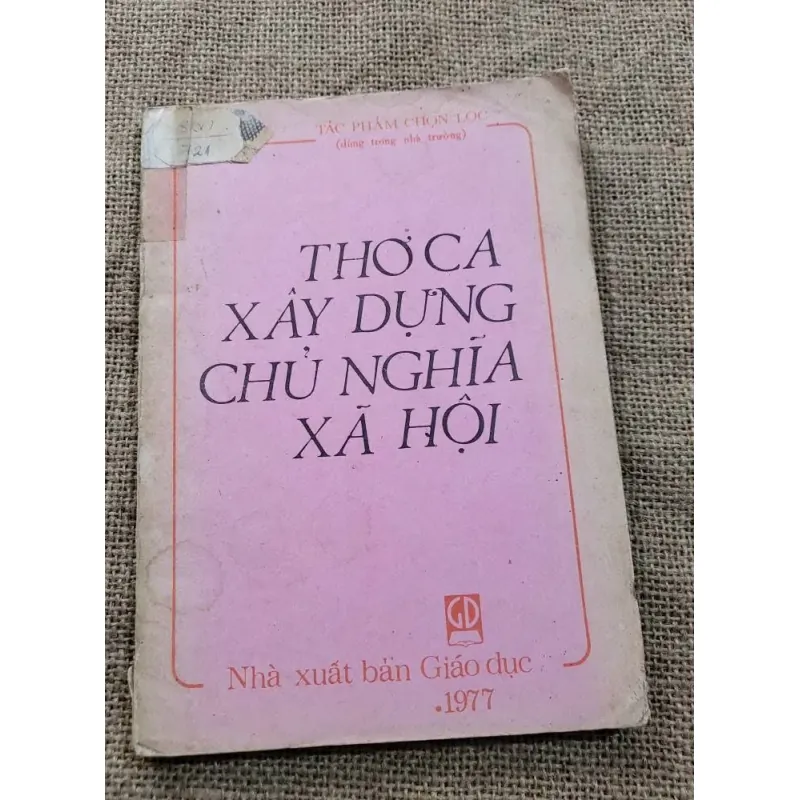 TÁC PHẨM CHỌN LỌC
(dùng trong nhà trường)
721
THƠ CA
XÂY DỰNG
CHỦ NGHĨA
XÃ HỘI
GD
Nhà xuất bản Giáo dục
.1977